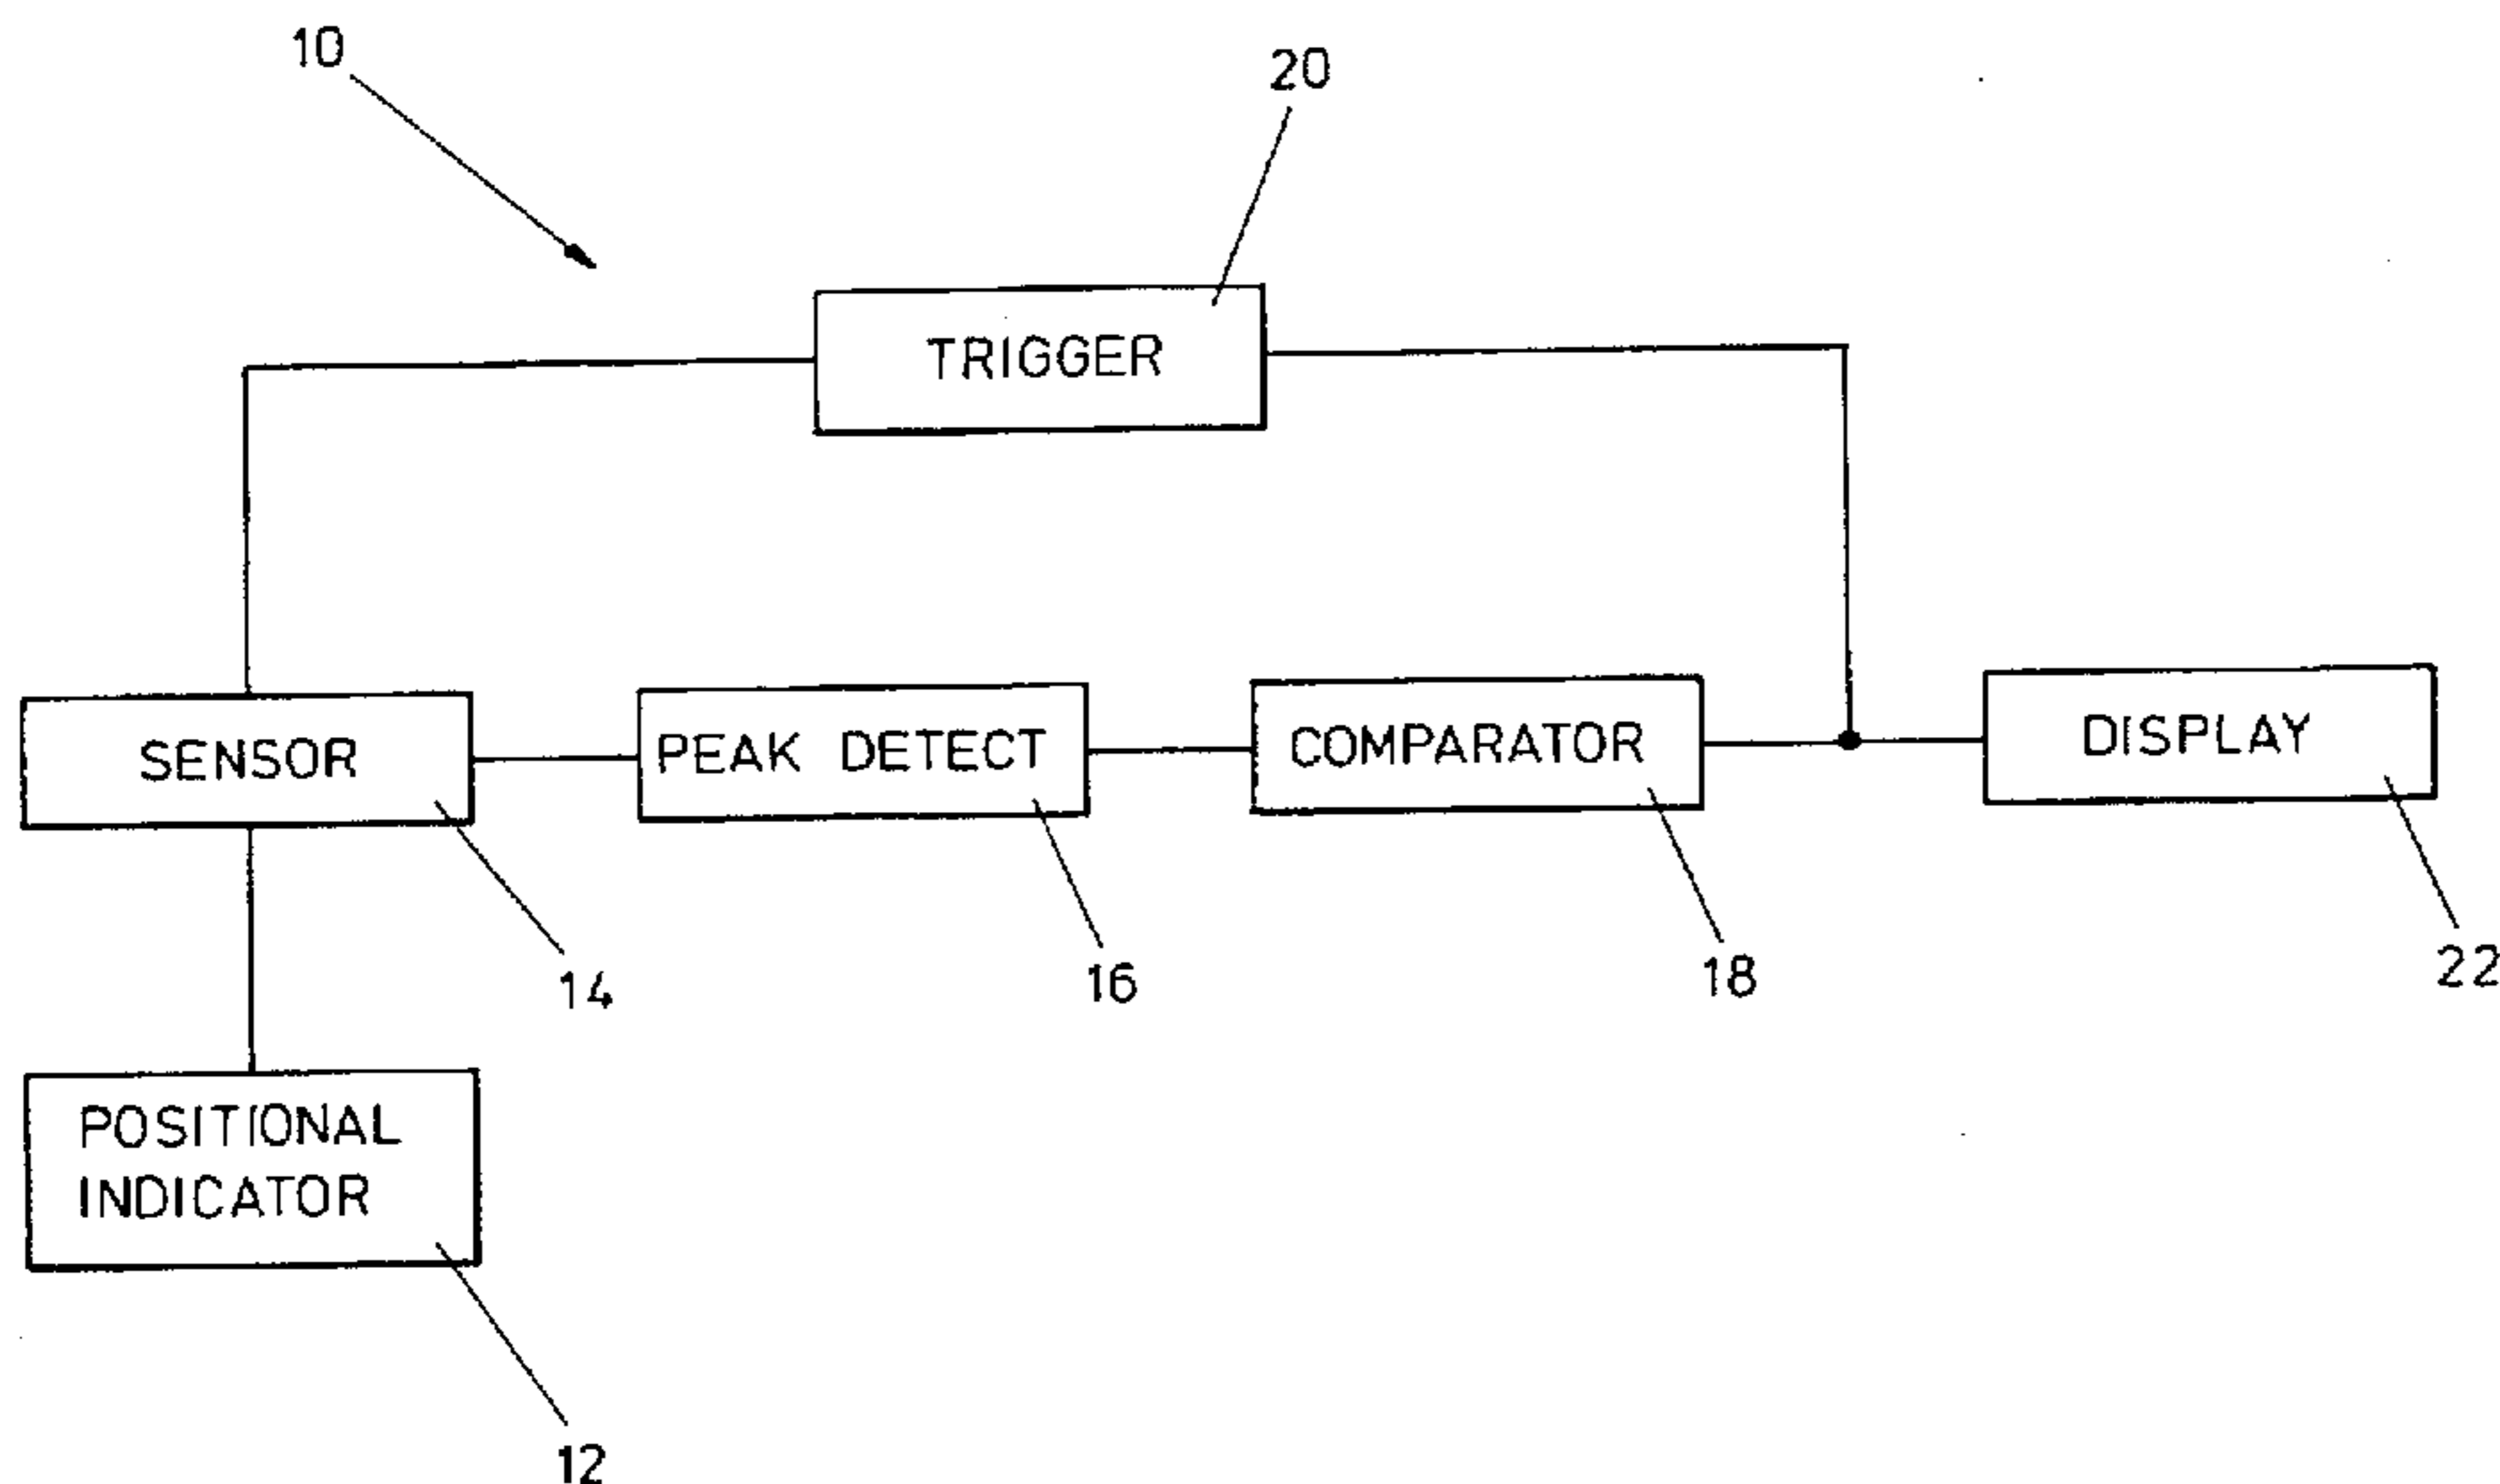 10
20
TRIGGER
SENSOR
PEAK DETECT
COMPARATOR
DISPLAY
14
16
18
22
POSITIONAL
INDICATOR
12